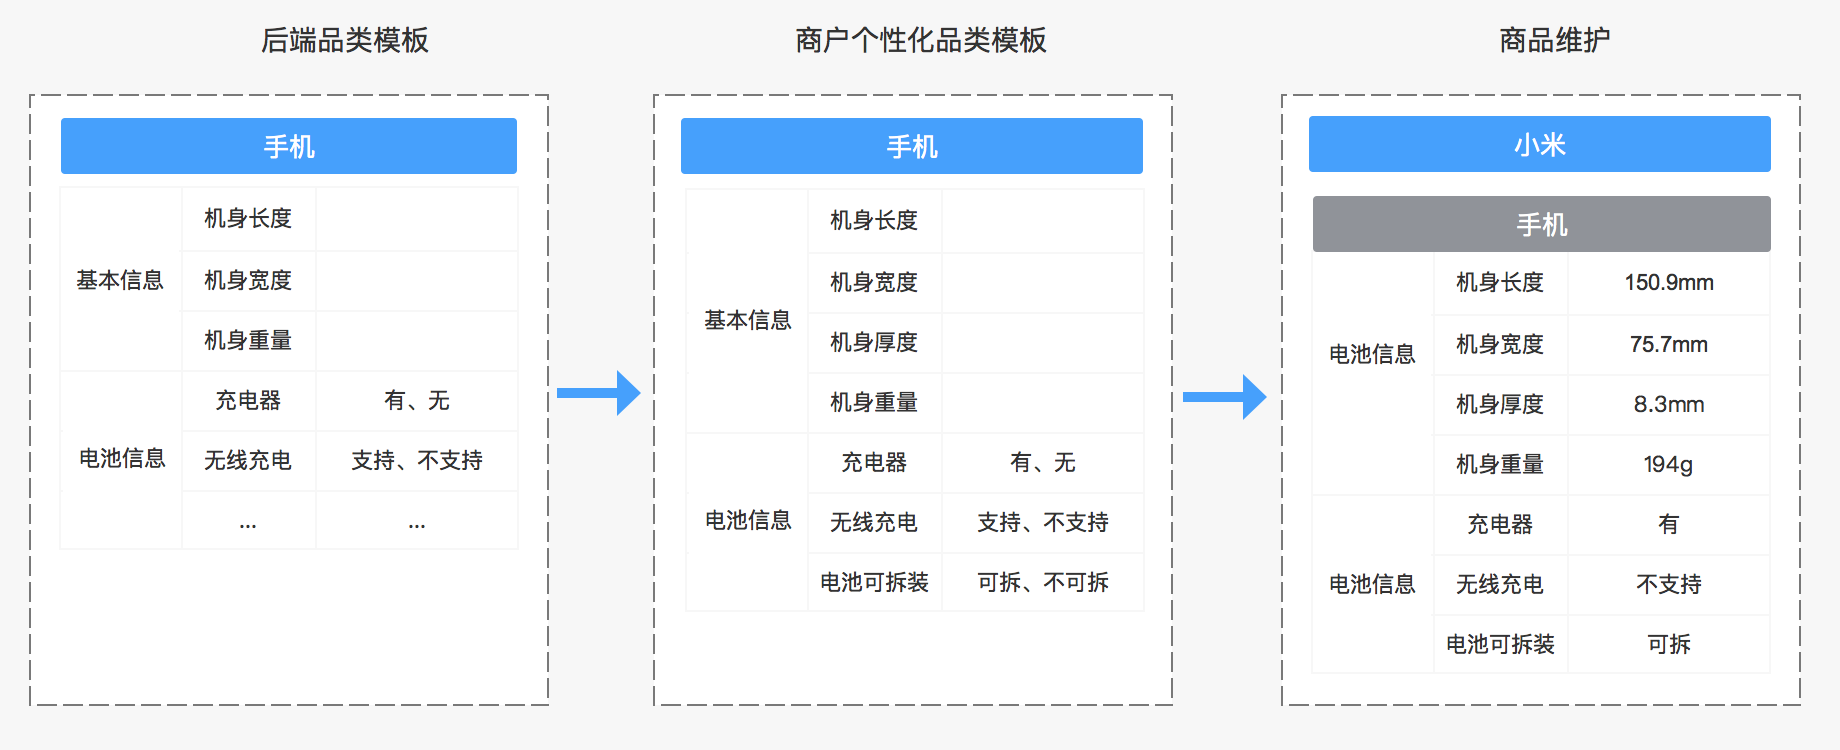 后端品类模板
手机
基本信息
机身长度
机身宽度
机身重量
电池信息
充电器 有、无
无线充电 支持、不支持
... ...
商户个性化品类模板
手机
基本信息
机身长度
机身宽度
机身厚度
机身重量
电池信息
充电器 有、无
无线充电 支持、不支持
电池可拆装 可拆、不可拆
商品维护
小米
手机
电池信息
机身长度 150.9mm
机身宽度 75.7mm
机身厚度 8.3mm
机身重量 194g
电池信息
充电器 有
无线充电 不支持
电池可拆装 可拆